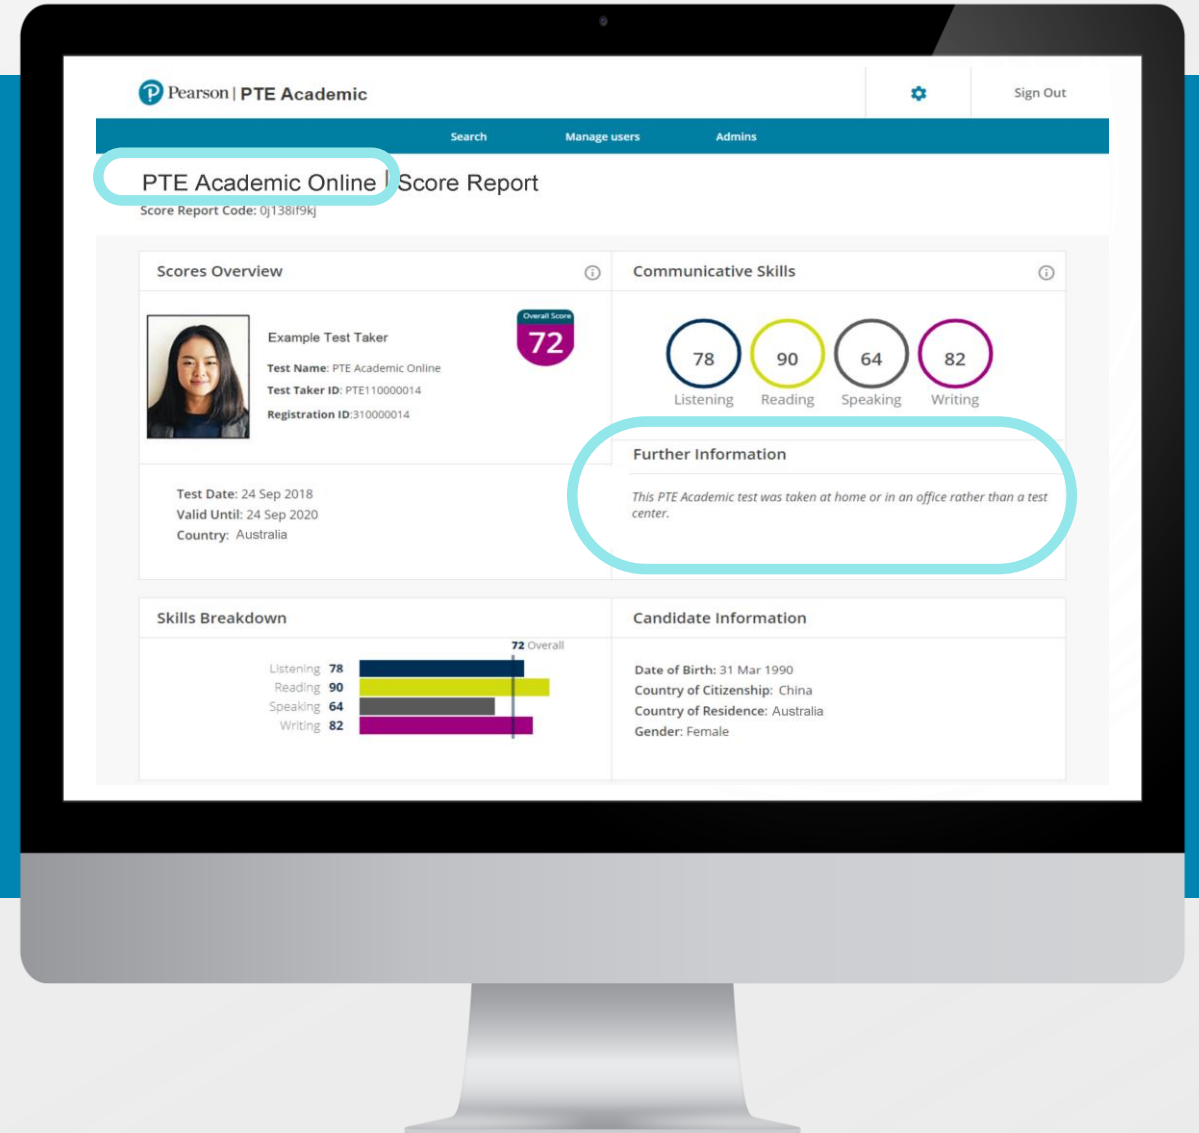 Pearson | PTE Academic
Sign Out
Search Manage users Admins
PTE Academic Online | Score Report
Score Report Code: 0j138if9kj
Scores Overview
Example Test Taker
Test Name: PTE Academic Online
Test Taker ID: PTE110000014
Registration ID:310000014
Overall Score
72
Test Date: 24 Sep 2018
Valid Until: 24 Sep 2020
Country: Australia
Communicative Skills
78 90 64 82
Listening Reading Speaking Writing
Further Information
This PTE Academic test was taken at home or in an office rather than a test
center.
Skills Breakdown
72 Overall
Listening 78
Reading 90
Speaking 64
Writing 82
Candidate Information
Date of Birth: 31 Mar 1990
Country of Citizenship: China
Country of Residence: Australia
Gender: Female